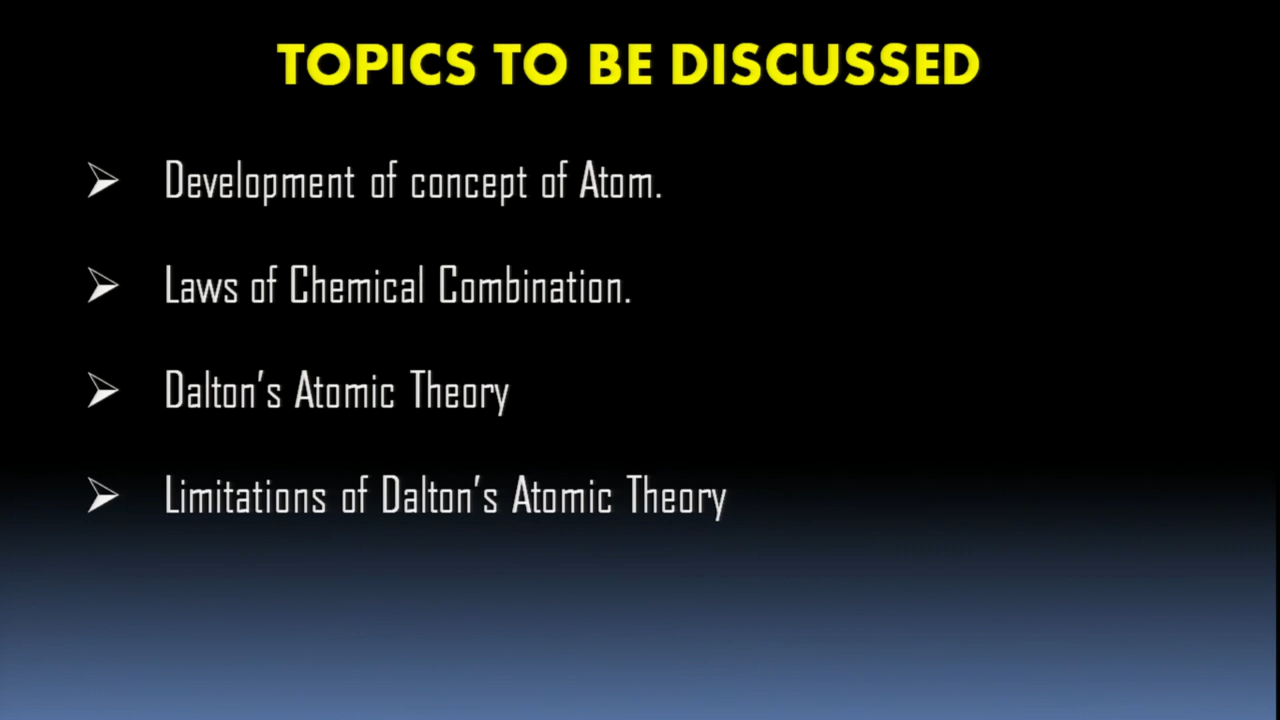 TOPICS TO BE DISCUSSED
Development of concept of Atom.
Laws of Chemical Combination.
Dalton's Atomic Theory
Limitations of Dalton's Atomic Theory